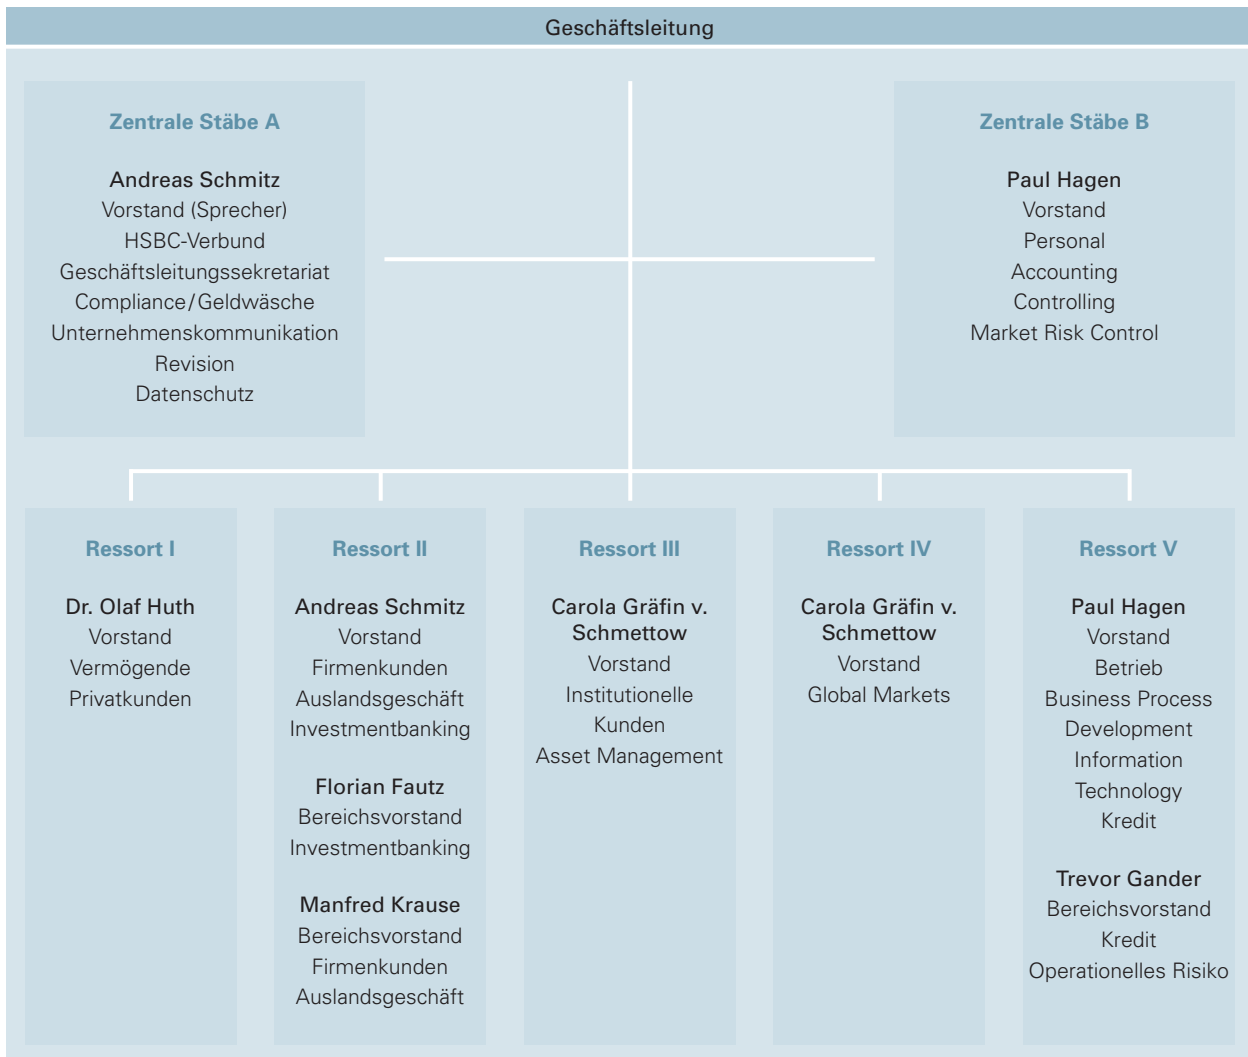 Geschäftsleitung
Zentrale Stäbe A
Andreas Schmitz
Vorstand (Sprecher)
HSBC-Verbund
Geschäftsleitungssekretariat
Compliance/Geldwäsche
Unternehmenskommunikation
Revision
Datenschutz
Zentrale Stäbe B
Paul Hagen
Vorstand
Personal
Accounting
Controlling
Market Risk Control
Ressort I
Dr. Olaf Huth
Vorstand
Vermögende
Privatkunden
Ressort II
Andreas Schmitz
Vorstand
Firmenkunden
Auslandsgeschäft
Investmentbanking
Florian Fautz
Bereichsvorstand
Investmentbanking
Manfred Krause
Bereichsvorstand
Firmenkunden
Auslandsgeschäft
Ressort III
Carola Gräfin v.
Schmettow
Vorstand
Institutionelle
Kunden
Asset Management
Ressort IV
Carola Gräfin v.
Schmettow
Vorstand
Global Markets
Ressort V
Paul Hagen
Vorstand
Betrieb
Business Process
Development
Information
Technology
Kredit
Trevor Gander
Bereichsvorstand
Kredit
Operationelles Risiko